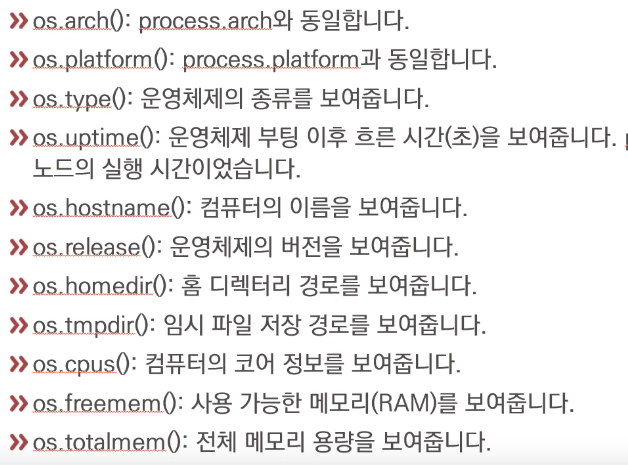 » os.arch(): process.arch와 동일합니다.
» os.platform(): process.platform과 동일합니다.
» os.type(): 운영체제의 종류를 보여줍니다.
» os.uptime(): 운영체제 부팅 이후 흐른 시간(초)을 보여줍니다.
노드의 실행 시간이었습니다.
» os.hostname(): 컴퓨터의 이름을 보여줍니다.
» os.release(): 운영체제의 버전을 보여줍니다.
» os.homedir(): 홈 디렉터리 경로를 보여줍니다.
» os.tmpdir(): 임시 파일 저장 경로를 보여줍니다.
» os.cpus(): 컴퓨터의 코어 정보를 보여줍니다.
» os.freemem(): 사용 가능한 메모리(RAM)를 보여줍니다.
» os.totalmem(): 전체 메모리 용량을 보여줍니다.